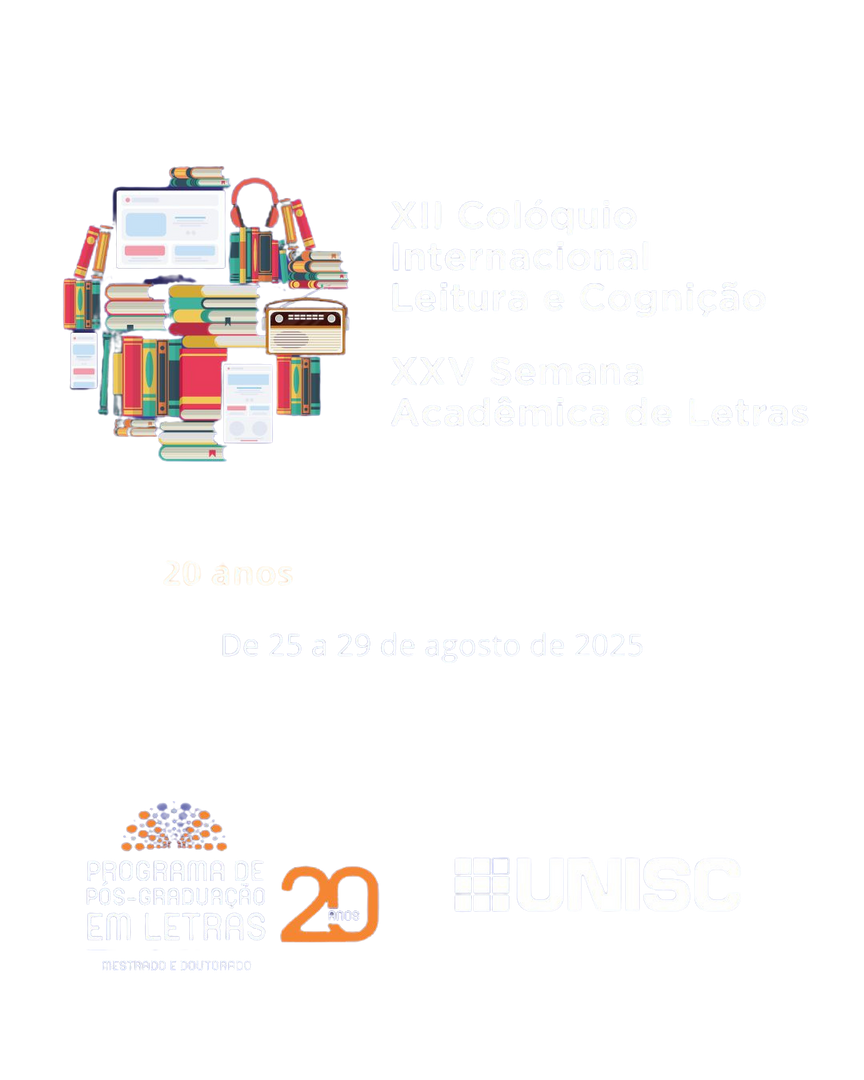 XII Colóquio
Internacional
Leitura e Cognição
XXV Semana
Acadêmica de Letras
20 anos
De 25 a 29 de agosto de 2025
PROGRAMA DE
PÓS-GRADUAÇÃO
EM LETRAS
MESTRADO E DOUTORADO
20
ANOS
UNISC